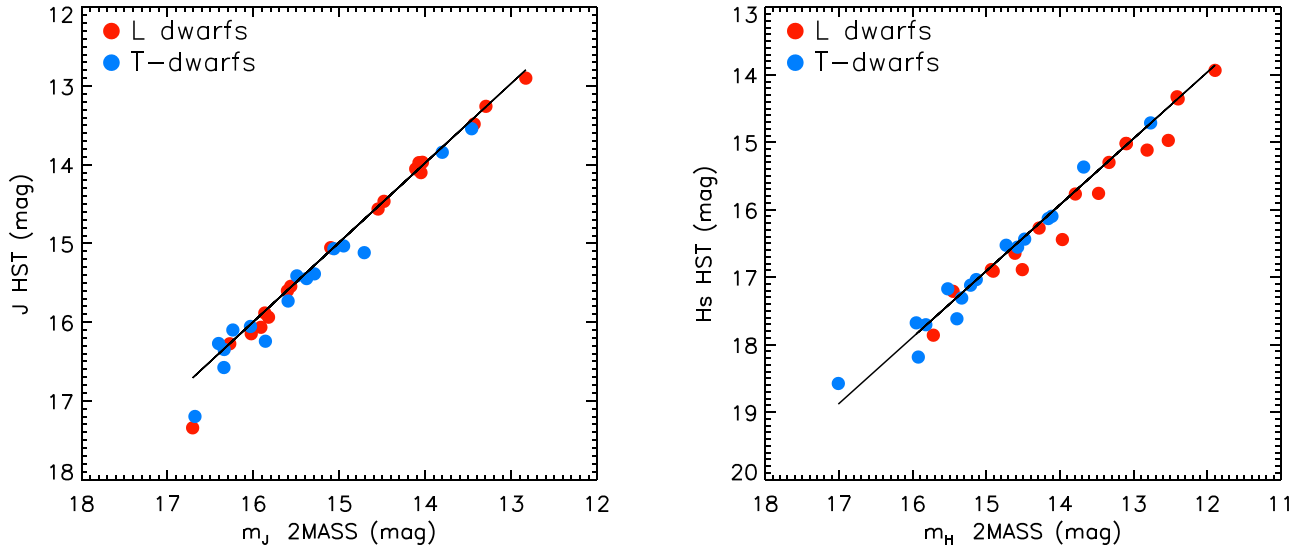 12
13
14
15
16
17
18
J HST (mag)
L dwarfs
T-dwarfs
18 17 16 15 14 13 12
mJ 2MASS (mag)
13
14
15
16
17
18
19
20
Hs HST (mag)
L dwarfs
T-dwarfs
18 17 16 15 14 13 12 11
mH 2MASS (mag)